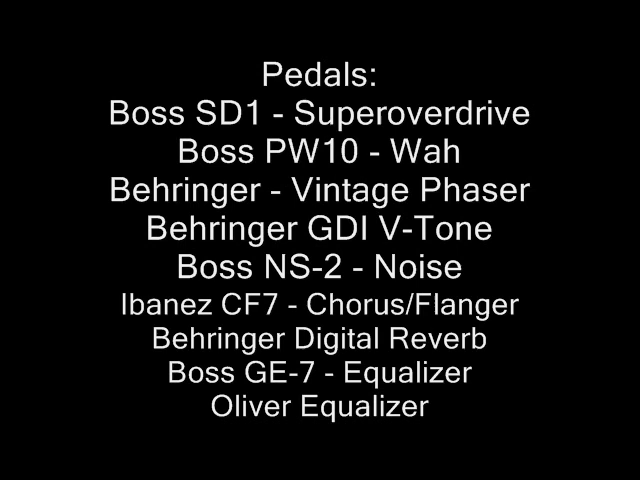 Pedals:
Boss SD1 - Superoverdrive
Boss PW10 - Wah
Behringer - Vintage Phaser
Behringer GDI V-Tone
Boss NS-2 - Noise
Ibanez CF7 - Chorus/Flanger
Behringer Digital Reverb
Boss GE-7 - Equalizer
Oliver Equalizer